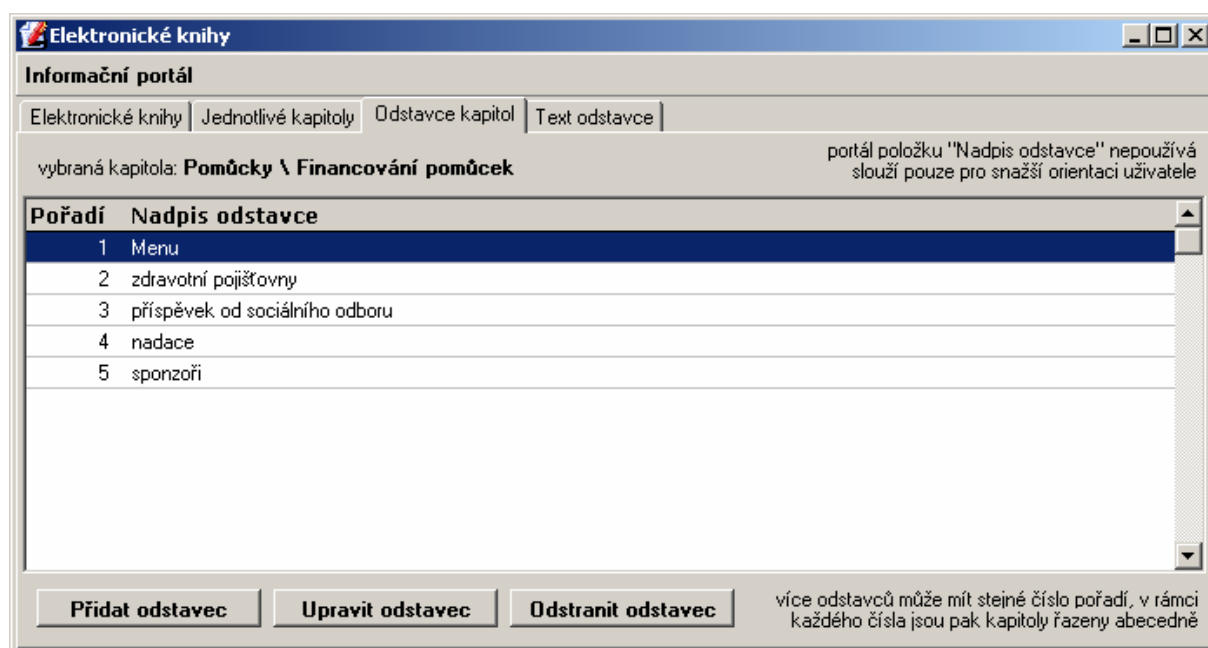 Elektronické knihy
Informační portál
Elektronické knihy Jednotlivé kapitoly Odstavce kapitol Text odstavce
vybraná kapitola: Pomůcky \ Financování pomůcek
portál položku "Nadpis odstavce" nepoužívá
slouží pouze pro snažší orientaci uživatele
Pořadí Nadpis odstavce
1 Menu
2 zdravotní pojišťovny
3 příspěvek od sociálního odboru
4 nadace
5 sponzoři
Přidat odstavec Upravit odstavec Odstranit odstavec
více odstavců může mít stejné číslo pořadí, v rámci
každého čísla jsou pak kapitoly řazeny abecedně